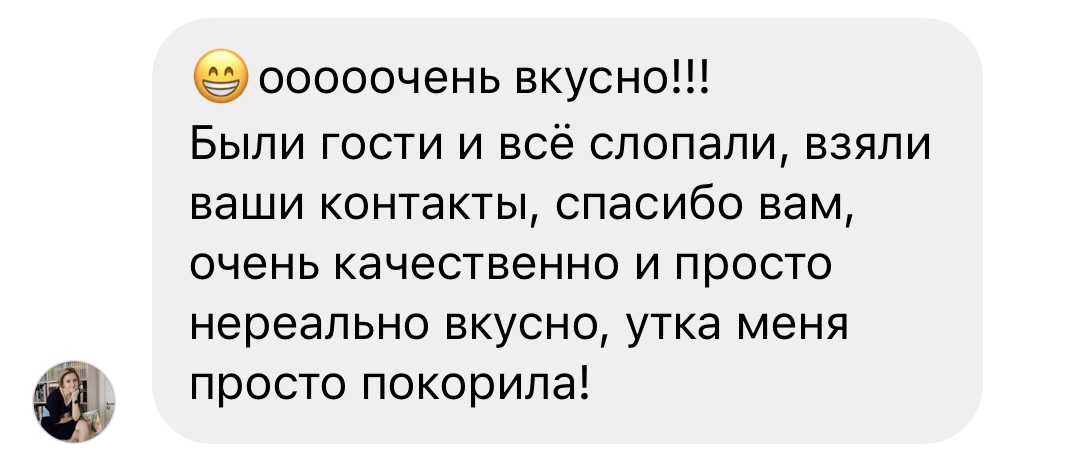 😁 ооооочень вкусно!!!
Были гости и всё слопали, взяли
ваши контакты, спасибо вам,
очень качественно и просто
нереально вкусно, утка меня
просто покорила!